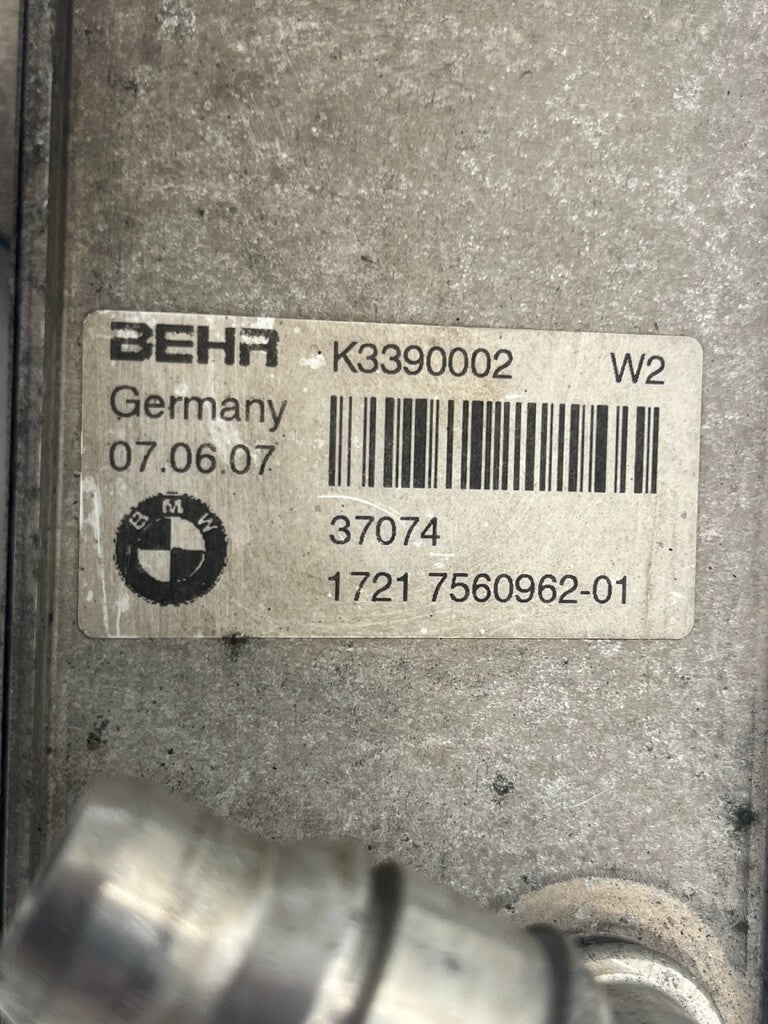 BEHR K3390002 W2
Germany
07.06.07
BMW
37074
1721 7560962-01